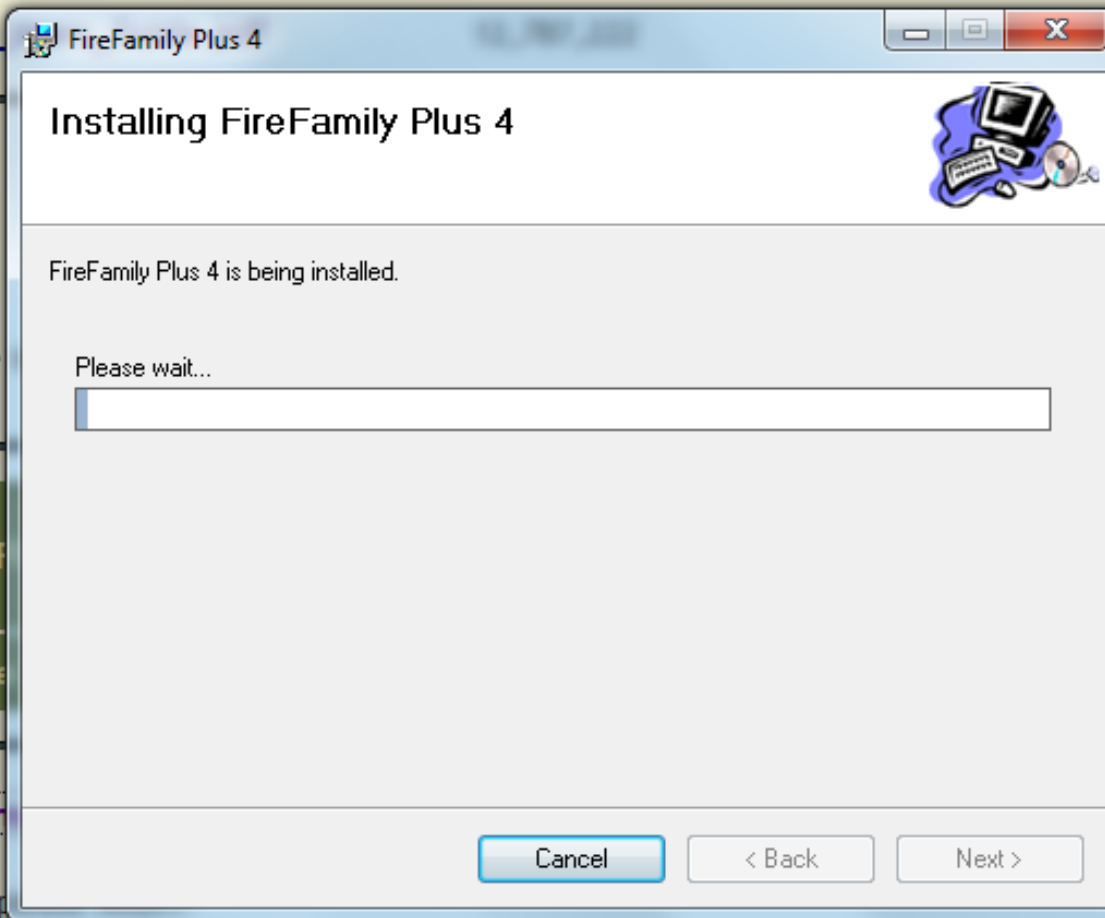 FireFamily Plus 4
Installing FireFamily Plus 4
FireFamily Plus 4 is being installed.
Please wait...
Cancel
< Back
Next >